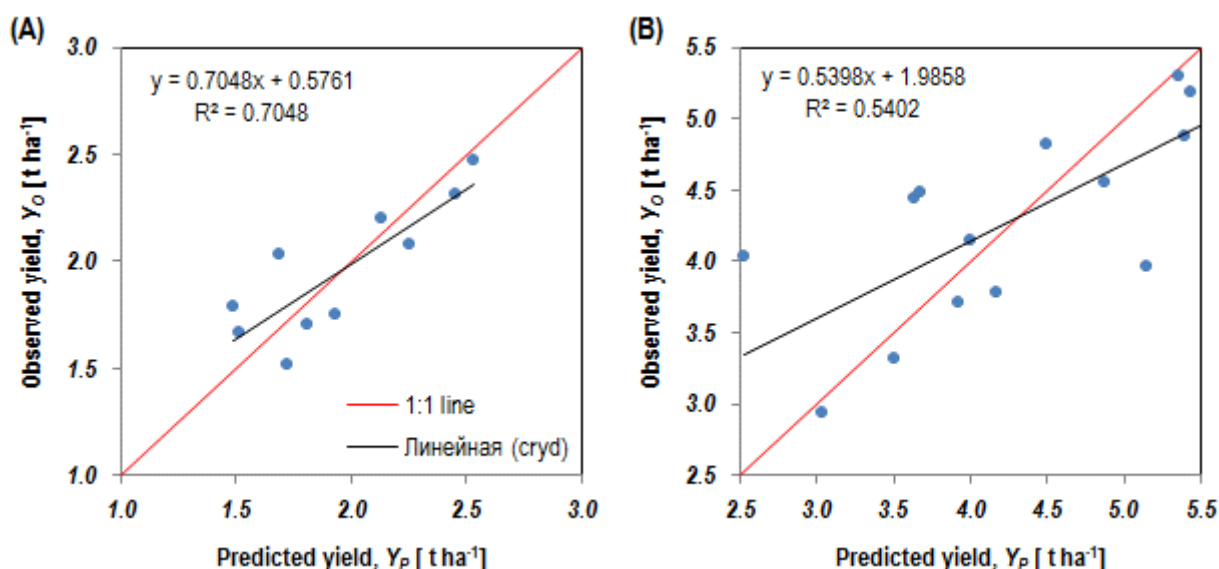 (A)
y = 0.7048x + 0.5761
R² = 0.7048
Observed yield, Y_O [ t ha⁻¹]
3.0
2.5
2.0
1.5
1.0
1:1 line
Линейная (cryd)
1.0 1.5 2.0 2.5 3.0
Predicted yield, Y_P [ t ha⁻¹]
(B)
y = 0.5398x + 1.9858
R² = 0.5402
Observed yield, Y_O [ t ha⁻¹]
5.5
5.0
4.5
4.0
3.5
3.0
2.5
2.5 3.0 3.5 4.0 4.5 5.0 5.5
Predicted yield, Y_P [ t ha⁻¹]